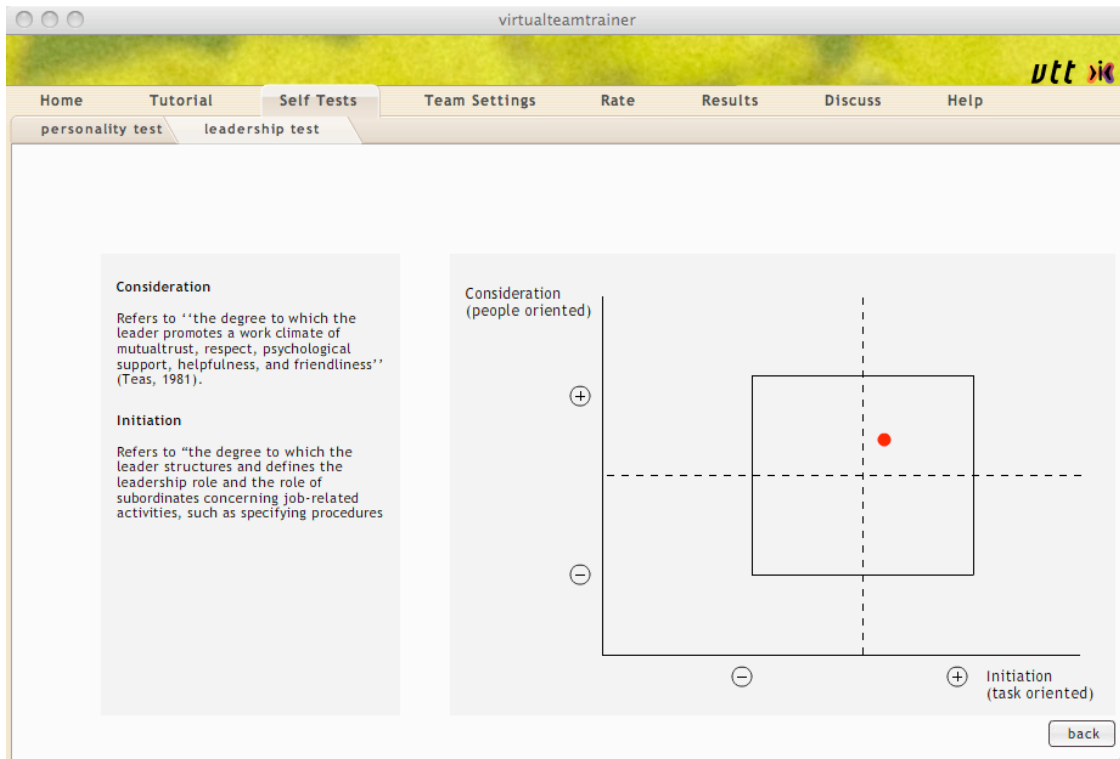 virtualteamtrainer
vtt
Home Tutorial Self Tests Team Settings Rate Results Discuss Help
personality test leadership test
Consideration
Refers to ‘‘the degree to which the
leader promotes a work climate of
mutualtrust, respect, psychological
support, helpfulness, and friendliness’’
(Teas, 1981).
Initiation
Refers to “the degree to which the
leader structures and defines the
leadership role and the role of
subordinates concerning job-related
activities, such as specifying procedures
Consideration
(people oriented)
+
−
− + Initiation
(task oriented)
back